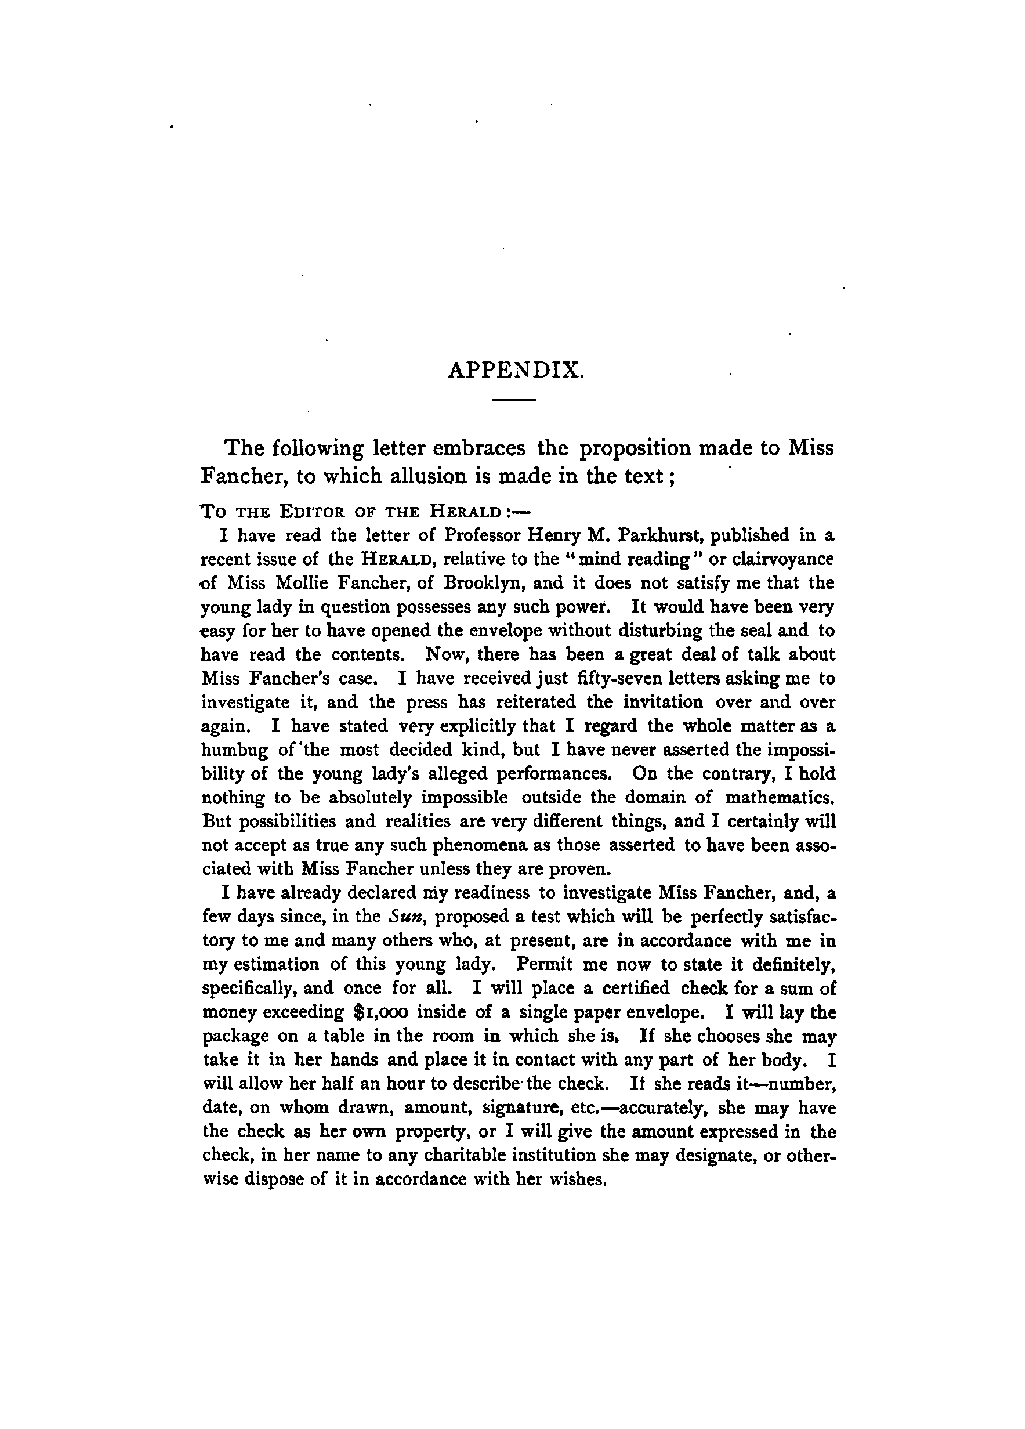 APPENDIX.
The following letter embraces the proposition made to Miss
Fancher, to which allusion is made in the text;
TO THE EDITOR OF THE HERALD:—
I have read the letter of Professor Henry M. Parkhurst, published in a
recent issue of the HERALD, relative to the "mind reading" or clairvoyance
of Miss Mollie Fancher, of Brooklyn, and it does not satisfy me that the
young lady in question possesses any such power. It would have been very
easy for her to have opened the envelope without disturbing the seal and to
have read the contents. Now, there has been a great deal of talk about
Miss Fancher's case. I have received just fifty-seven letters asking me to
investigate it, and the press has reiterated the invitation over and over
again. I have stated very explicitly that I regard the whole matter as a
humbug of the most decided kind, but I have never asserted the impossi-
bility of the young lady's alleged performances. On the contrary, I hold
nothing to be absolutely impossible outside the domain of mathematics.
But possibilities and realities are very different things, and I certainly will
not accept as true any such phenomena as those asserted to have been asso-
ciated with Miss Fancher unless they are proven.
I have already declared my readiness to investigate Miss Fancher, and, a
few days since, in the Sun, proposed a test which will be perfectly satisfac-
tory to me and many others who, at present, are in accordance with me in
my estimation of this young lady. Permit me now to state it definitely,
specifically, and once for all. I will place a certified check for a sum of
money exceeding $1,000 inside of a single paper envelope. I will lay the
package on a table in the room in which she is. If she chooses she may
take it in her hands and place it in contact with any part of her body. I
will allow her half an hour to describe the check. If she reads it—number,
date, on whom drawn, amount, signature, etc.—accurately, she may have
the check as her own property, or I will give the amount expressed in the
check, in her name to any charitable institution she may designate, or other-
wise dispose of it in accordance with her wishes.